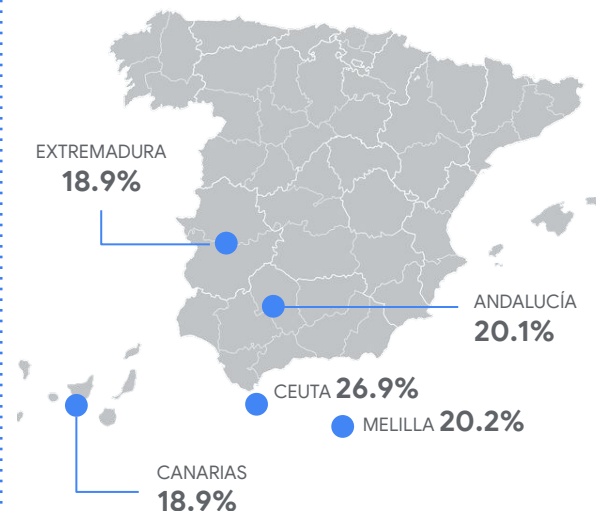 EXTREMADURA
18.9%
ANDALUCÍA
20.1%
CEUTA 26.9%
MELILLA 20.2%
CANARIAS
18.9%